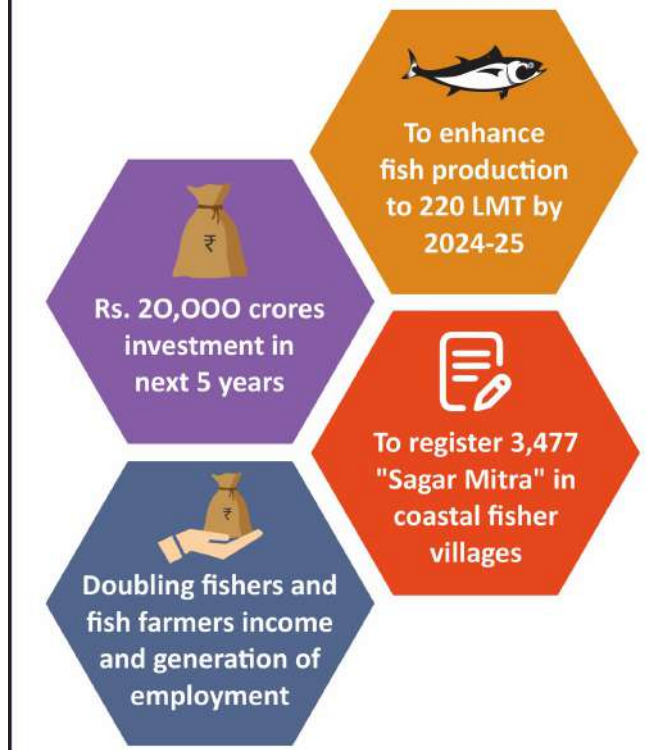 To enhance
fish production
to 220 LMT by
2024-25
₹
Rs. 20,000 crores
investment in
next 5 years
To register 3,477
"Sagar Mitra" in
coastal fisher
villages
₹
Doubling fishers and
fish farmers income
and generation of
employment